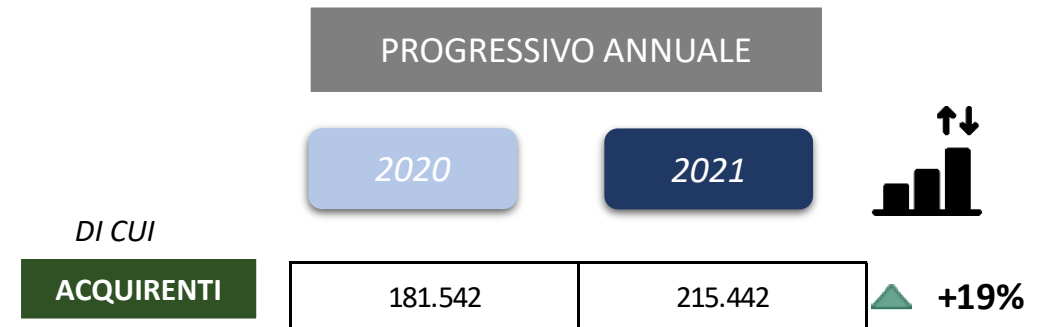 PROGRESSIVO ANNUALE
2020 2021
DI CUI
ACQUIRENTI 181.542 215.442 +19%